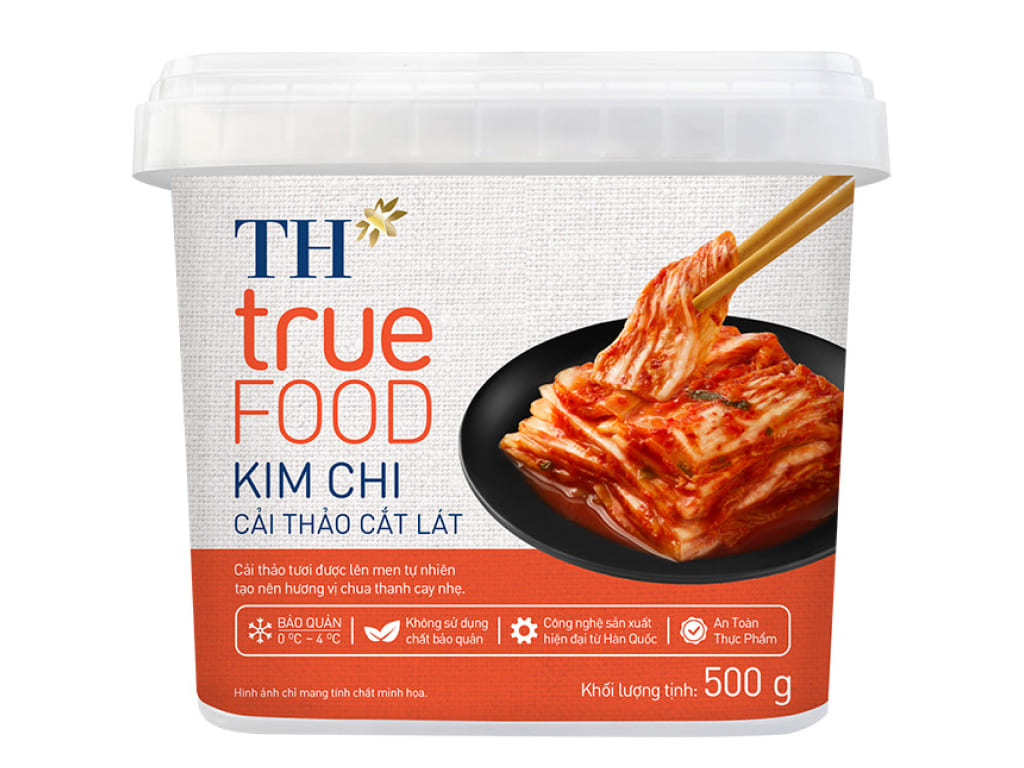 TH
true
FOOD
KIM CHI
CẢI THẢO CẮT LÁT
Cải thảo tươi được lên men tự nhiên
tạo nên hương vị chua thanh cay nhẹ.
BẢO QUẢN
0 ºC ~ 4 ºC
Không sử dụng
chất bảo quản
Công nghệ sản xuất
hiện đại từ Hàn Quốc
An Toàn
Thực Phẩm
Hình ảnh chỉ mang tính chất minh họa.
Khối lượng tịnh: 500 g